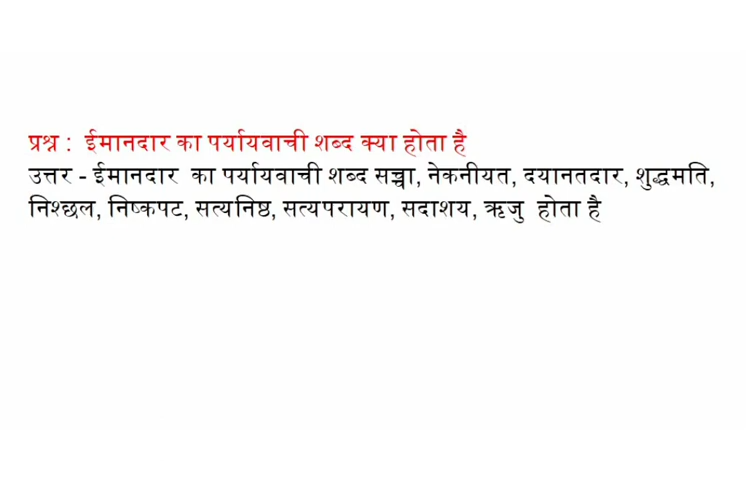 प्रश्न : ईमानदार का पर्यायवाची शब्द क्या होता है
उत्तर - ईमानदार का पर्यायवाची शब्द सच्चा, नेकनीयत, दयानतदार, शुद्धमति,
निश्छल, निष्कपट, सत्यनिष्ठ, सत्यपरायण, सदाशय, ऋजु होता है